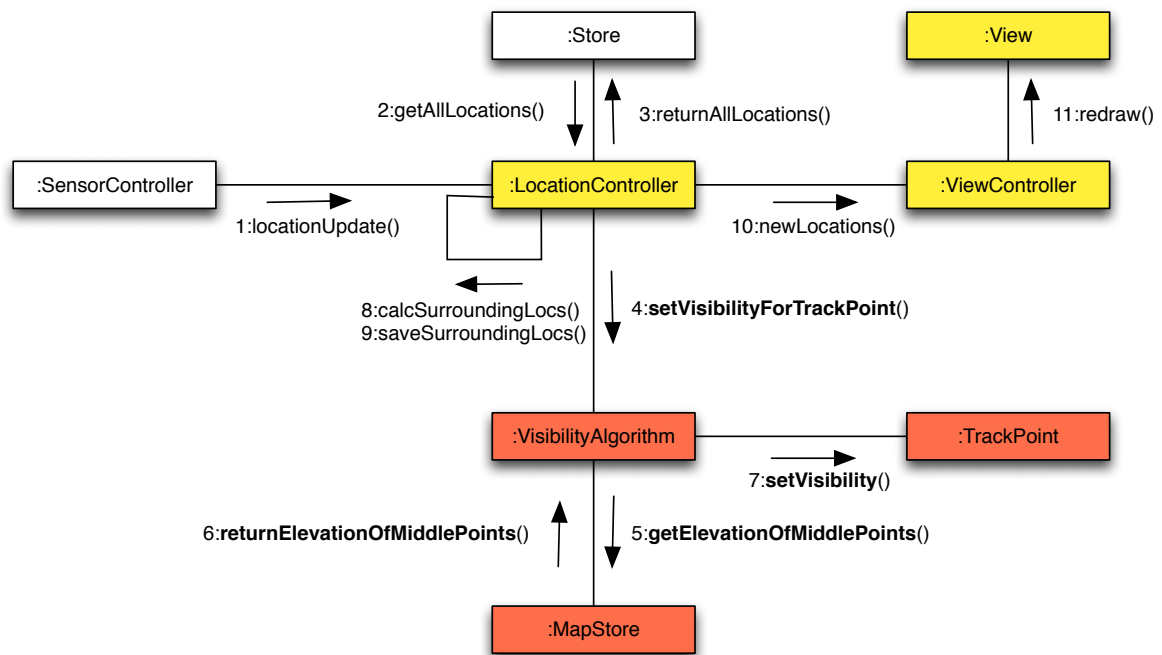 :Store
:View
2:getAllLocations()
3:returnAllLocations()
11:redraw()
:SensorController
:LocationController
:ViewController
1:locationUpdate()
10:newLocations()
8:calcSurroundingLocs()
9:saveSurroundingLocs()
4:setVisibilityForTrackPoint()
:VisibilityAlgorithm
:TrackPoint
7:setVisibility()
6:returnElevationOfMiddlePoints()
5:getElevationOfMiddlePoints()
:MapStore